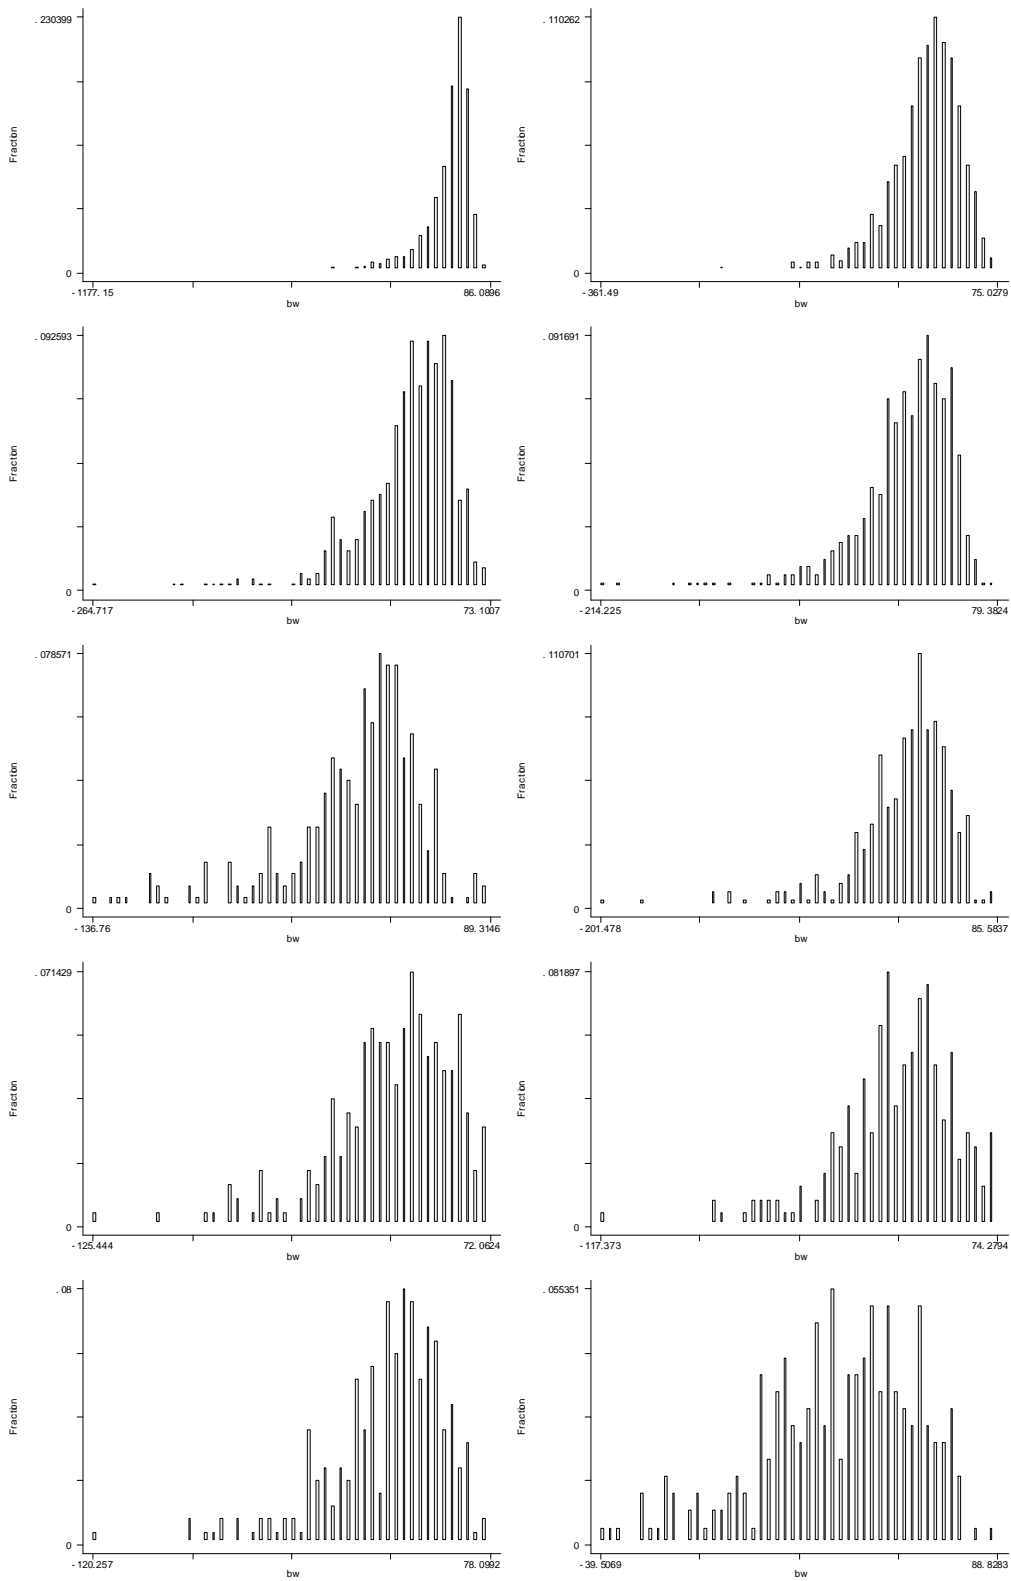 . 230399
Fraction
0
- 1177. 15
86. 0896
bw
. 110262
Fraction
0
- 361.49
75. 0279
bw
. 092593
Fraction
0
- 264.717
73.1007
bw
. 091691
Fraction
0
- 214.225
79. 3824
bw
. 078571
Fraction
0
- 136.76
89. 3146
bw
. 110701
Fraction
0
- 201.478
85. 5837
bw
. 071429
Fraction
0
- 125.444
72. 0624
bw
. 081897
Fraction
0
- 117.373
74. 2794
bw
. 08
Fraction
0
- 120.257
78. 0992
bw
. 055351
Fraction
0
- 39. 5069
88. 8283
bw